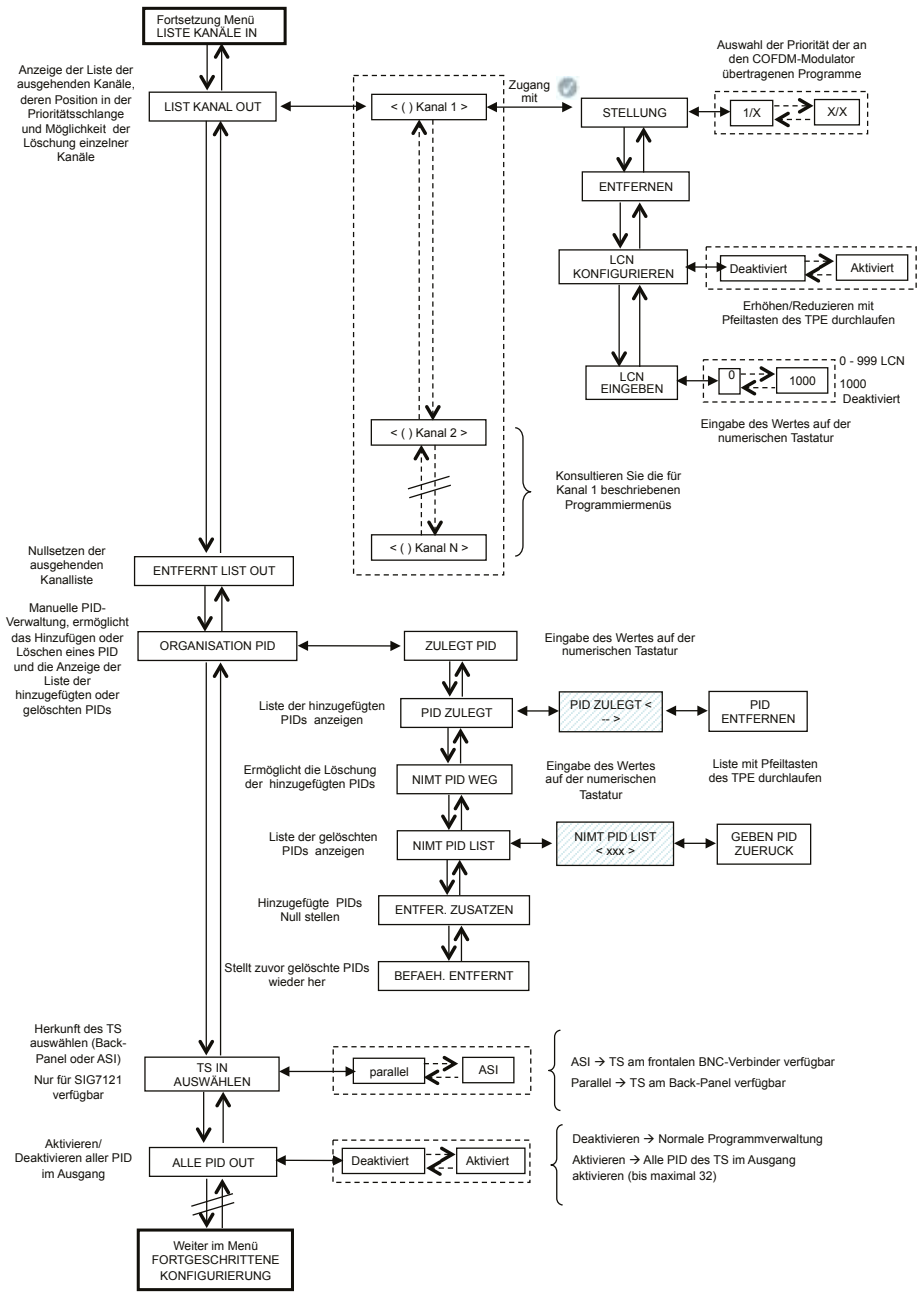 Fortsetzung Menü
LISTE KANÄLE IN
Anzeige der Liste der
ausgehenden Kanäle,
deren Position in der
Prioritätsschlange
und Möglichkeit der
Löschung einzelner
Kanäle
LIST KANAL OUT
< ( ) Kanal 1 >
Zugang
mit
STELLUNG
Auswahl der Priorität der an
den COFDM-Modulator
übertragenen Programme
1/X
X/X
ENTFERNEN
LCN
KONFIGURIEREN
Deaktiviert
Aktiviert
Erhöhen/Reduzieren mit
Pfeiltasten des TPE durchlaufen
LCN
EINGEBEN
0
1000
0 - 999 LCN
1000
Deaktiviert
Eingabe des Wertes auf der
numerischen Tastatur
< ( ) Kanal 2 >
Konsultieren Sie die für
Kanal 1 beschriebenen
Programmiermenüs
< ( ) Kanal N >
Nullsetzen der
ausgehenden
Kanalliste
ENTFERNT LIST OUT
Manuelle PID-
Verwaltung, ermöglicht
das Hinzufügen oder
Löschen eines PID
und die Anzeige der
Liste der
hinzugefügten oder
gelöschten PIDs
ORGANISATION PID
ZULEGT PID
Eingabe des Wertes auf der
numerischen Tastatur
Liste der hinzugefügten
PIDs anzeigen
PID ZULEGT
PID ZULEGT <
-- >
PID
ENTFERNEN
Ermöglicht die Löschung
der hinzugefügten PIDs
NIMT PID WEG
Eingabe des Wertes
auf der numerischen
Tastatur
Liste mit Pfeiltasten
des TPE durchlaufen
Liste der gelöschten
PIDs anzeigen
NIMT PID LIST
NIMT PID LIST
< xxx >
GEBEN PID
ZUERUCK
Hinzugefügte PIDs
Null stellen
ENTFER. ZUSATZEN
Stellt zuvor gelöschte PIDs
wieder her
BEFAEH. ENTFERNT
Herkunft des TS
auswählen (Back-
Panel oder ASI)
Nur für SIG7121
verfügbar
TS IN
AUSWÄHLEN
parallel
ASI
ASI → TS am frontalen BNC-Verbinder verfügbar
Parallel → TS am Back-Panel verfügbar
Aktivieren/
Deaktivieren aller PID
im Ausgang
ALLE PID OUT
Deaktiviert
Aktiviert
Deaktivieren → Normale Programmverwaltung
Aktivieren → Alle PID des TS im Ausgang
aktivieren (bis maximal 32)
Weiter im Menü
FORTGESCHRITTENE
KONFIGURIERUNG